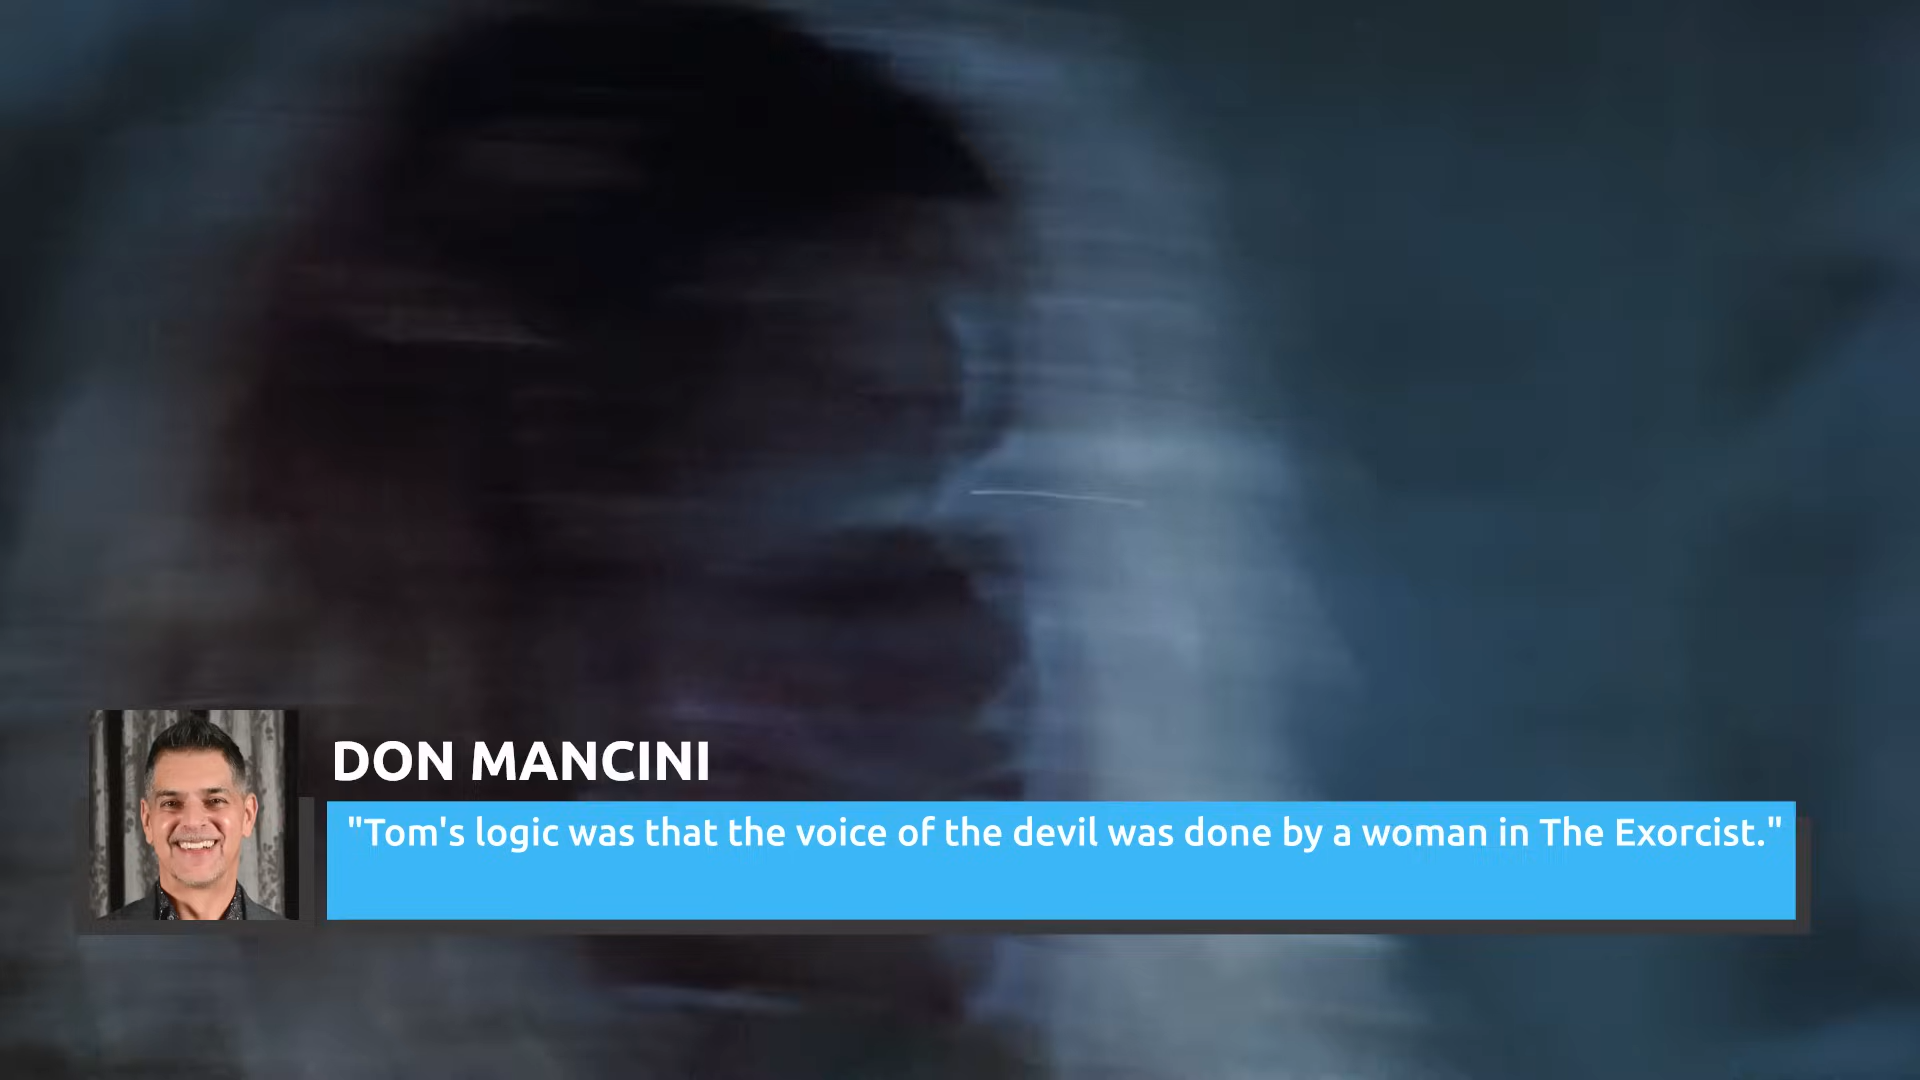 DON MANCINI
"Tom's logic was that the voice of the devil was done by a woman in The Exorcist."